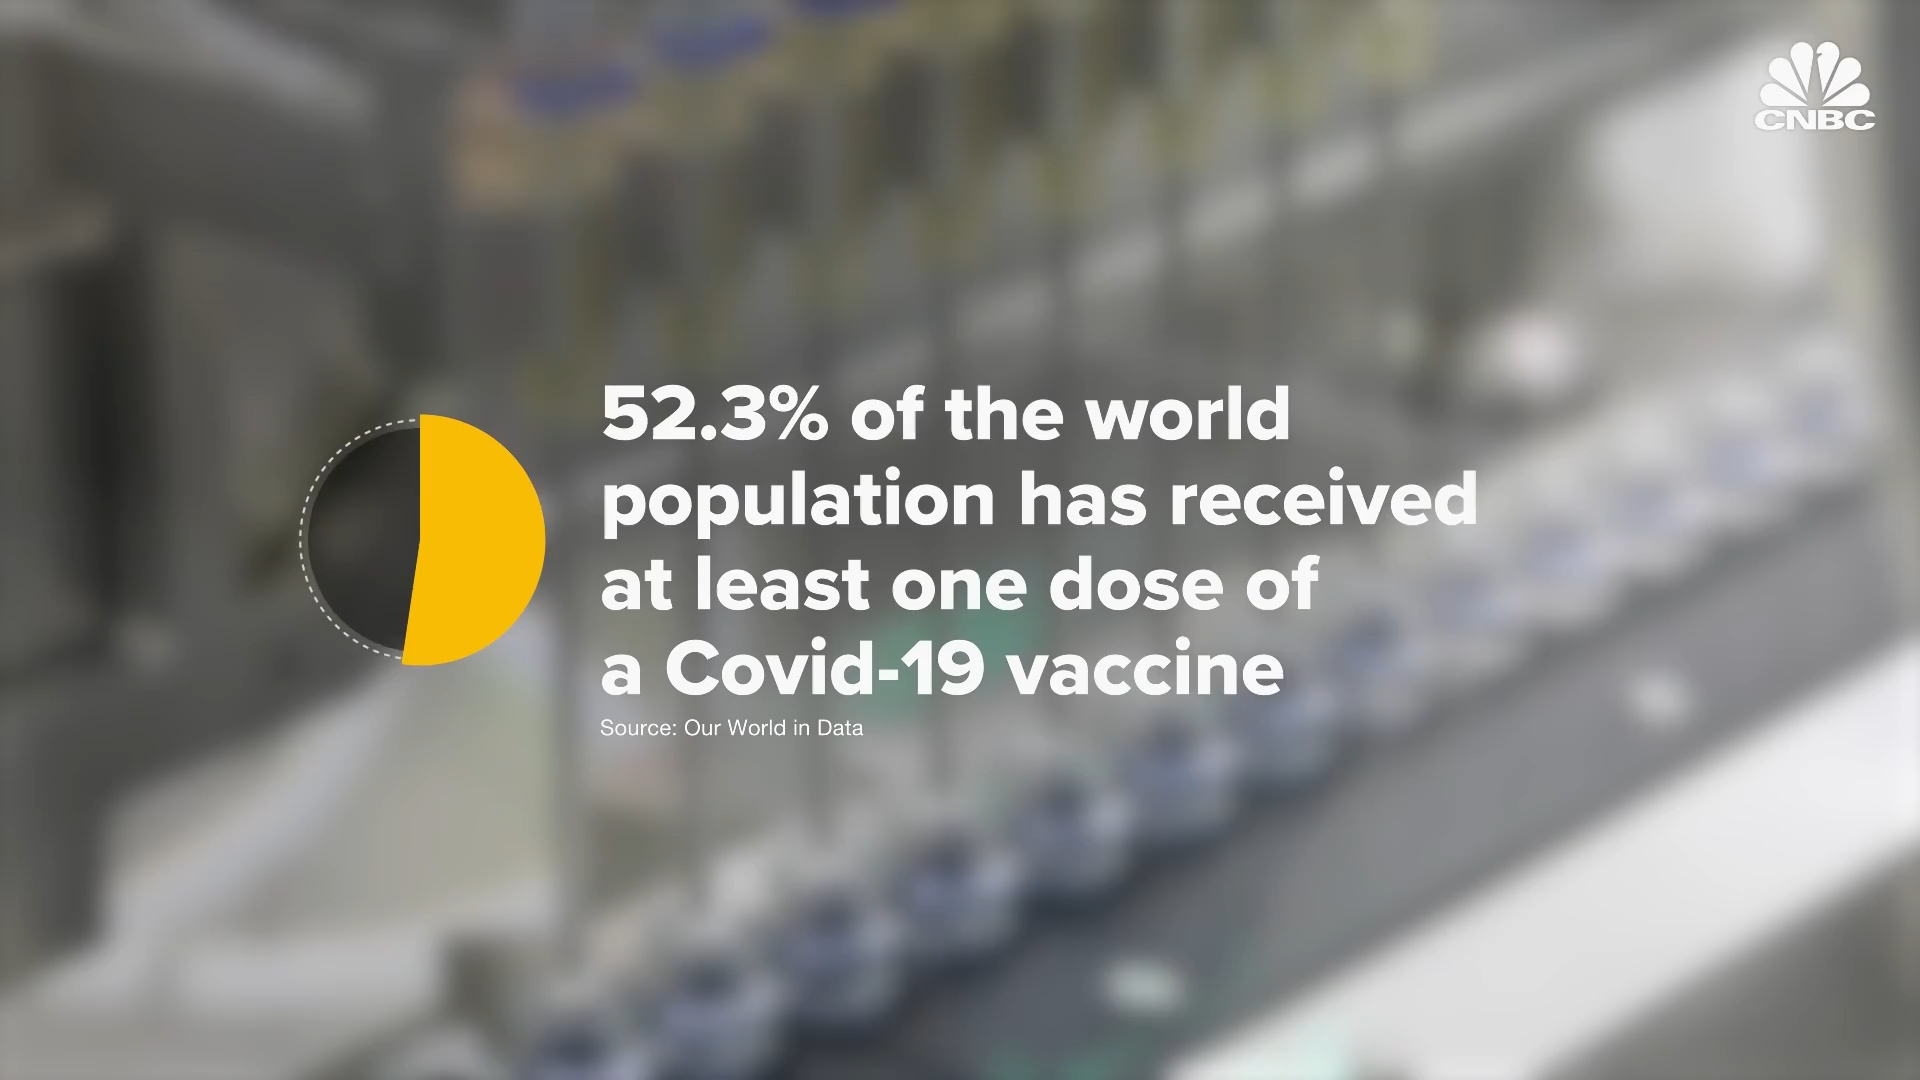 CNBC
52.3% of the world
population has received
at least one dose of
a Covid-19 vaccine
Source: Our World in Data